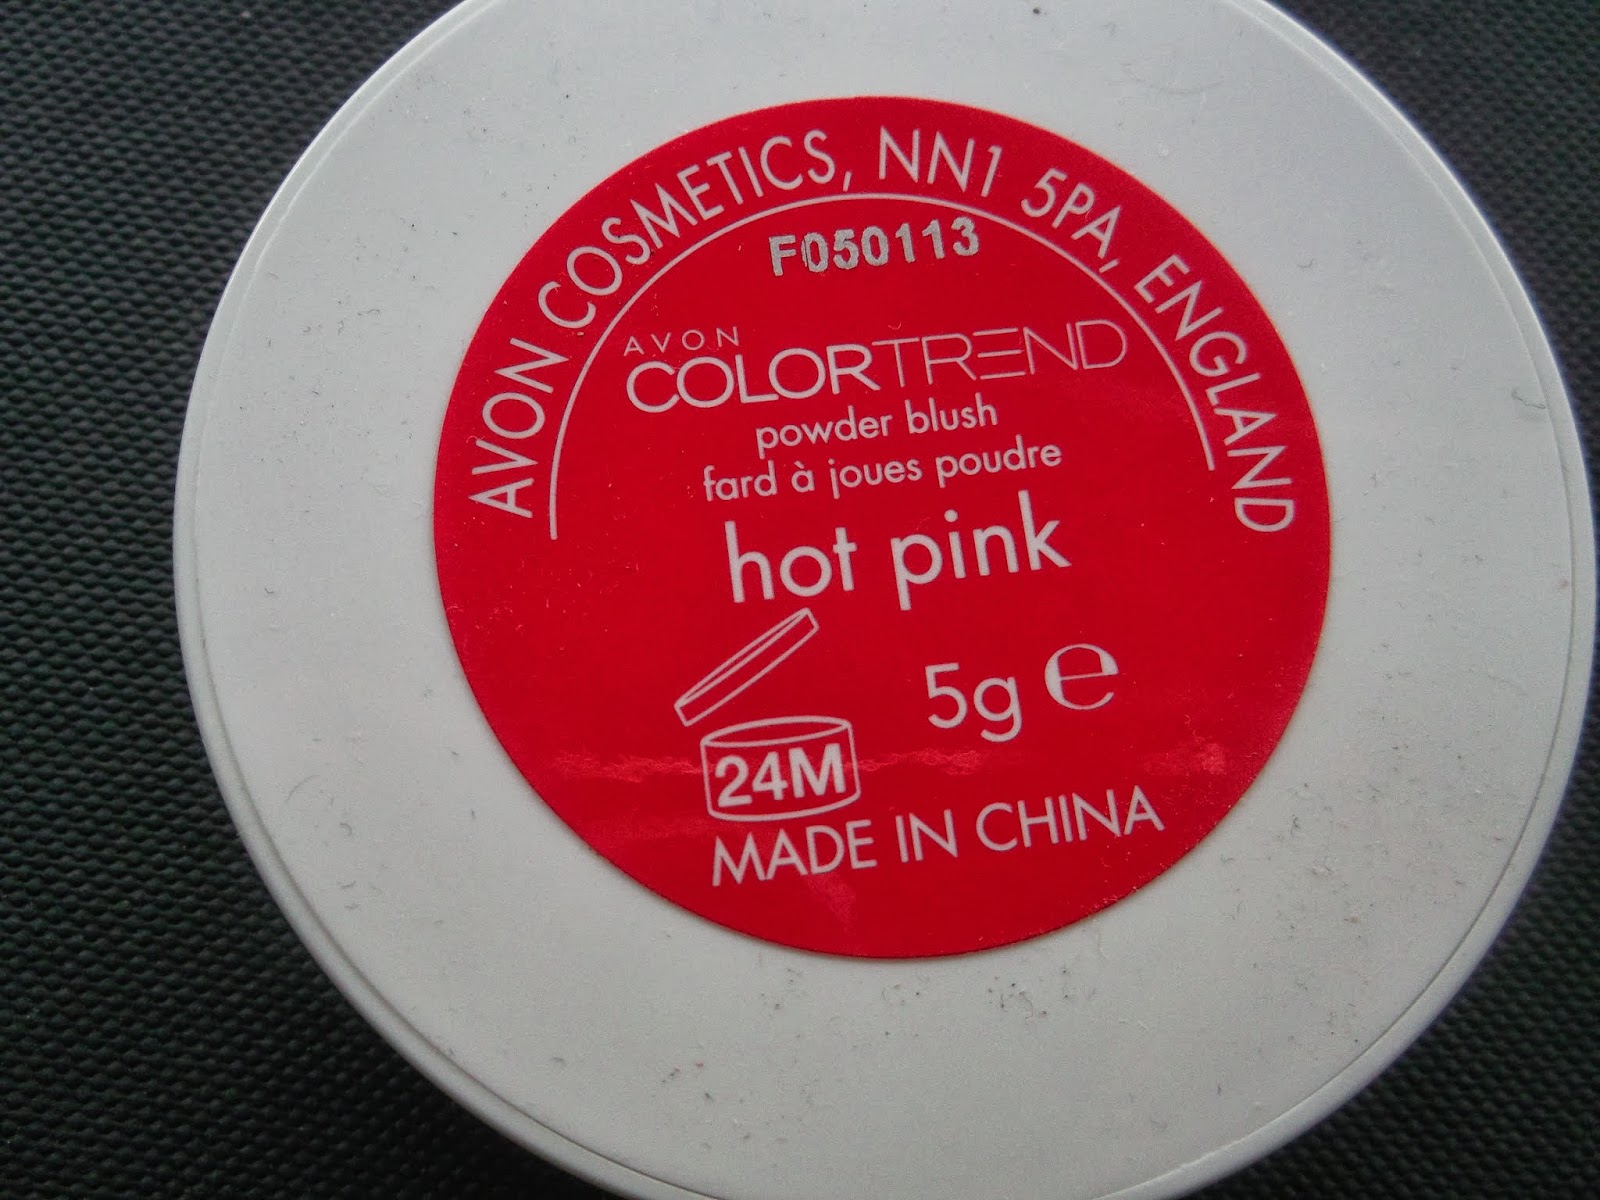 AVON COSMETICS, NN1 5PA, ENGLAND
F050113
AVON
COLORTREND
powder blush
fard à joues poudre
hot pink
5g e
24M
MADE IN CHINA